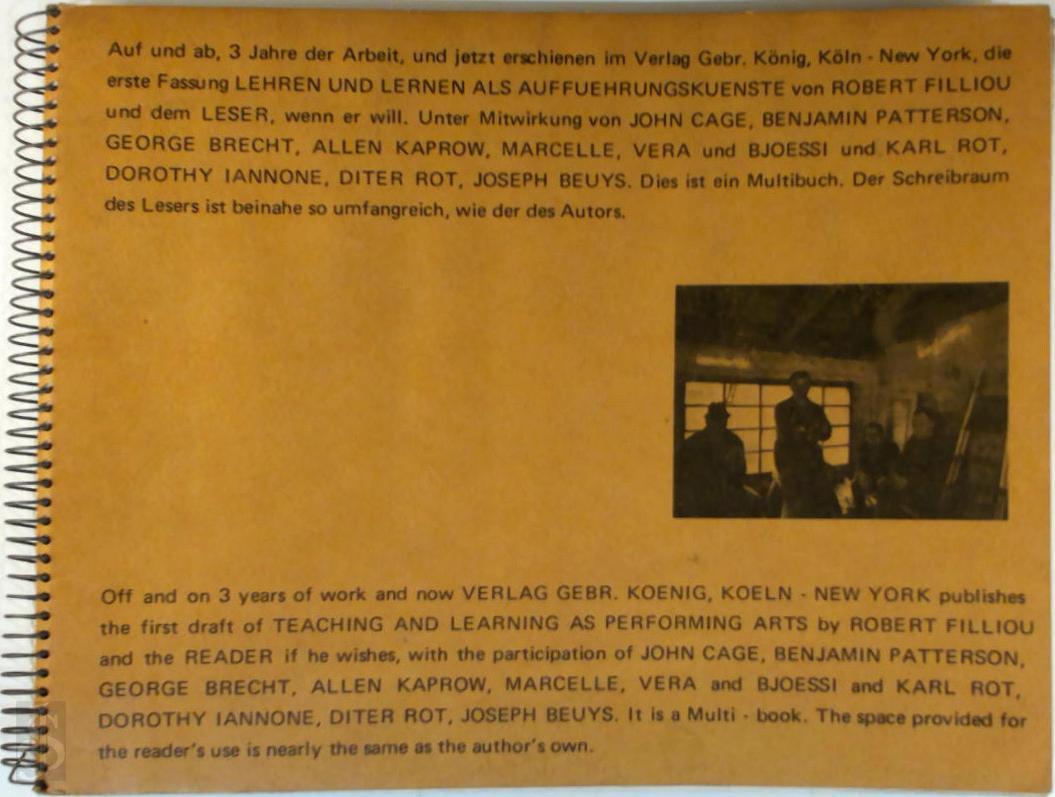 Auf und ab, 3 Jahre der Arbeit, und jetzt erschienen im Verlag Gebr. König, Köln - New York, die
erste Fassung LEHREN UND LERNEN ALS AUFFUEHRUNGSKUENSTE von ROBERT FILLIOU
und dem LESER, wenn er will. Unter Mitwirkung von JOHN CAGE, BENJAMIN PATTERSON,
GEORGE BRECHT, ALLEN KAPROW, MARCELLE, VERA und BJOESSI und KARL ROT,
DOROTHY IANNONE, DITER ROT, JOSEPH BEUYS. Dies ist ein Multibuch. Der Schreibraum
des Lesers ist beinahe so umfangreich, wie der des Autors.
Off and on 3 years of work and now VERLAG GEBR. KOENIG, KOELN - NEW YORK publishes
the first draft of TEACHING AND LEARNING AS PERFORMING ARTS by ROBERT FILLIOU
and the READER if he wishes, with the participation of JOHN CAGE, BENJAMIN PATTERSON,
GEORGE BRECHT, ALLEN KAPROW, MARCELLE, VERA and BJOESSI and KARL ROT,
DOROTHY IANNONE, DITER ROT, JOSEPH BEUYS. It is a Multi - book. The space provided for
the reader's use is nearly the same as the author's own.